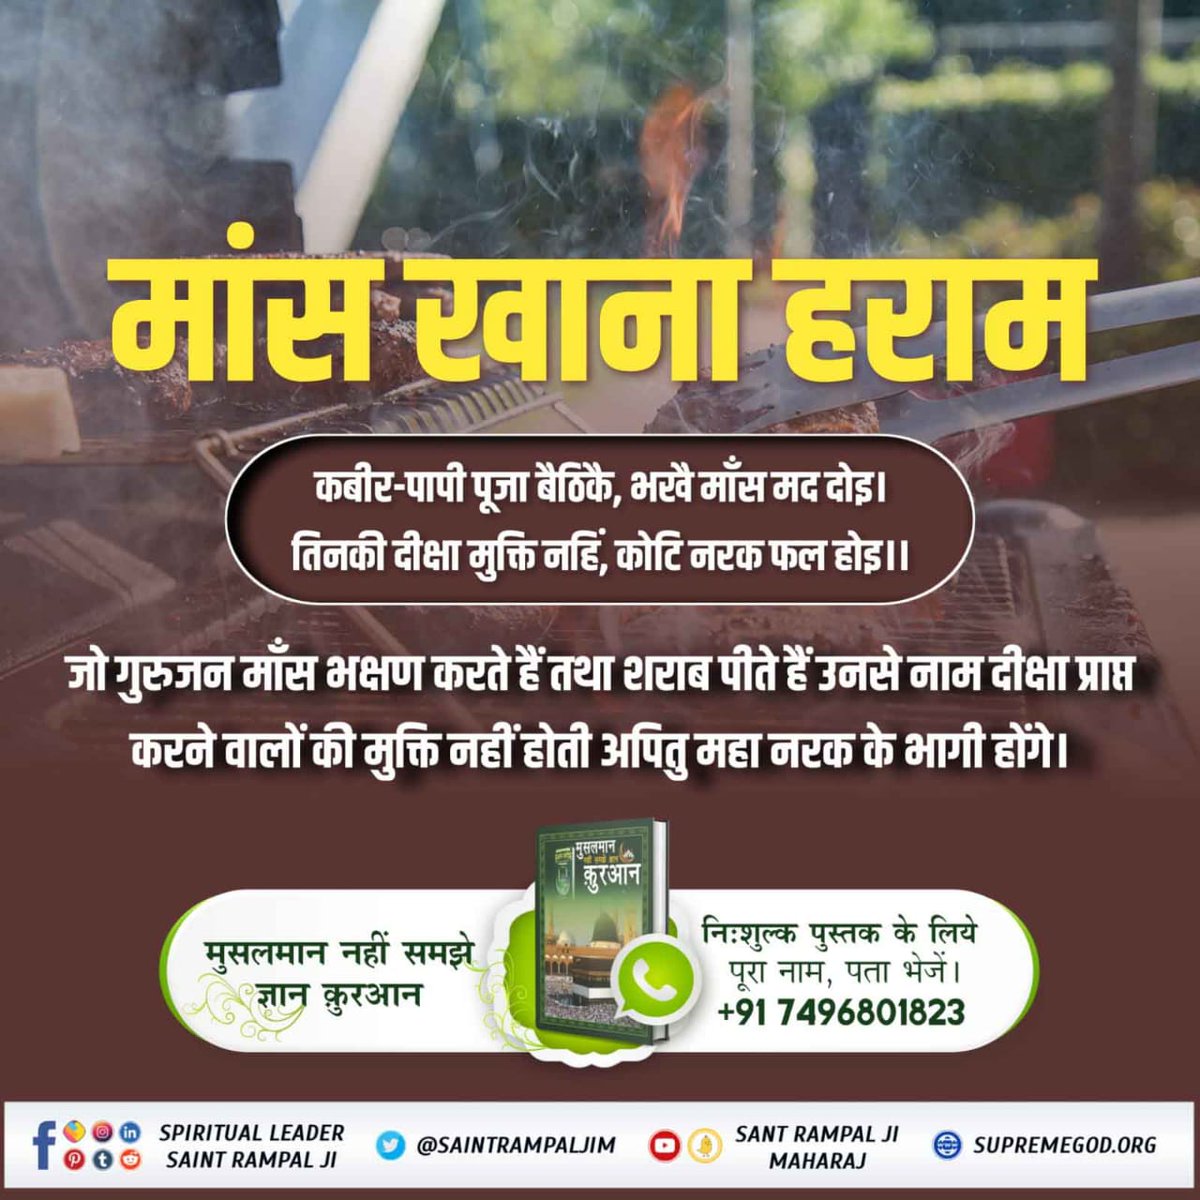 मांस खाना हराम
कबीर-पापी पूजा बैठिकै, भखै माँस मद दोइ।
तिनकी दीक्षा मुक्ति नहिं, कोटि नरक फल होइ।।
जो गुरुजन माँस भक्षण करते हैं तथा शराब पीते हैं उनसे नाम दीक्षा प्राप्त
करने वालों की मुक्ति नहीं होती अपितु महा नरक के भागी होंगे।
मुसलमान नहीं समझे
ज्ञान क़ुरआन
मुसलमान
नहीं समझे ज्ञान
क़ुरआन
निःशुल्क पुस्तक के लिये
पूरा नाम, पता भेजें।
+91 7496801823
SPIRITUAL LEADER
SAINT RAMPAL JI
@SAINTRAMPALJIM
SANT RAMPAL JI
MAHARAJ
SUPREMEGOD.ORG